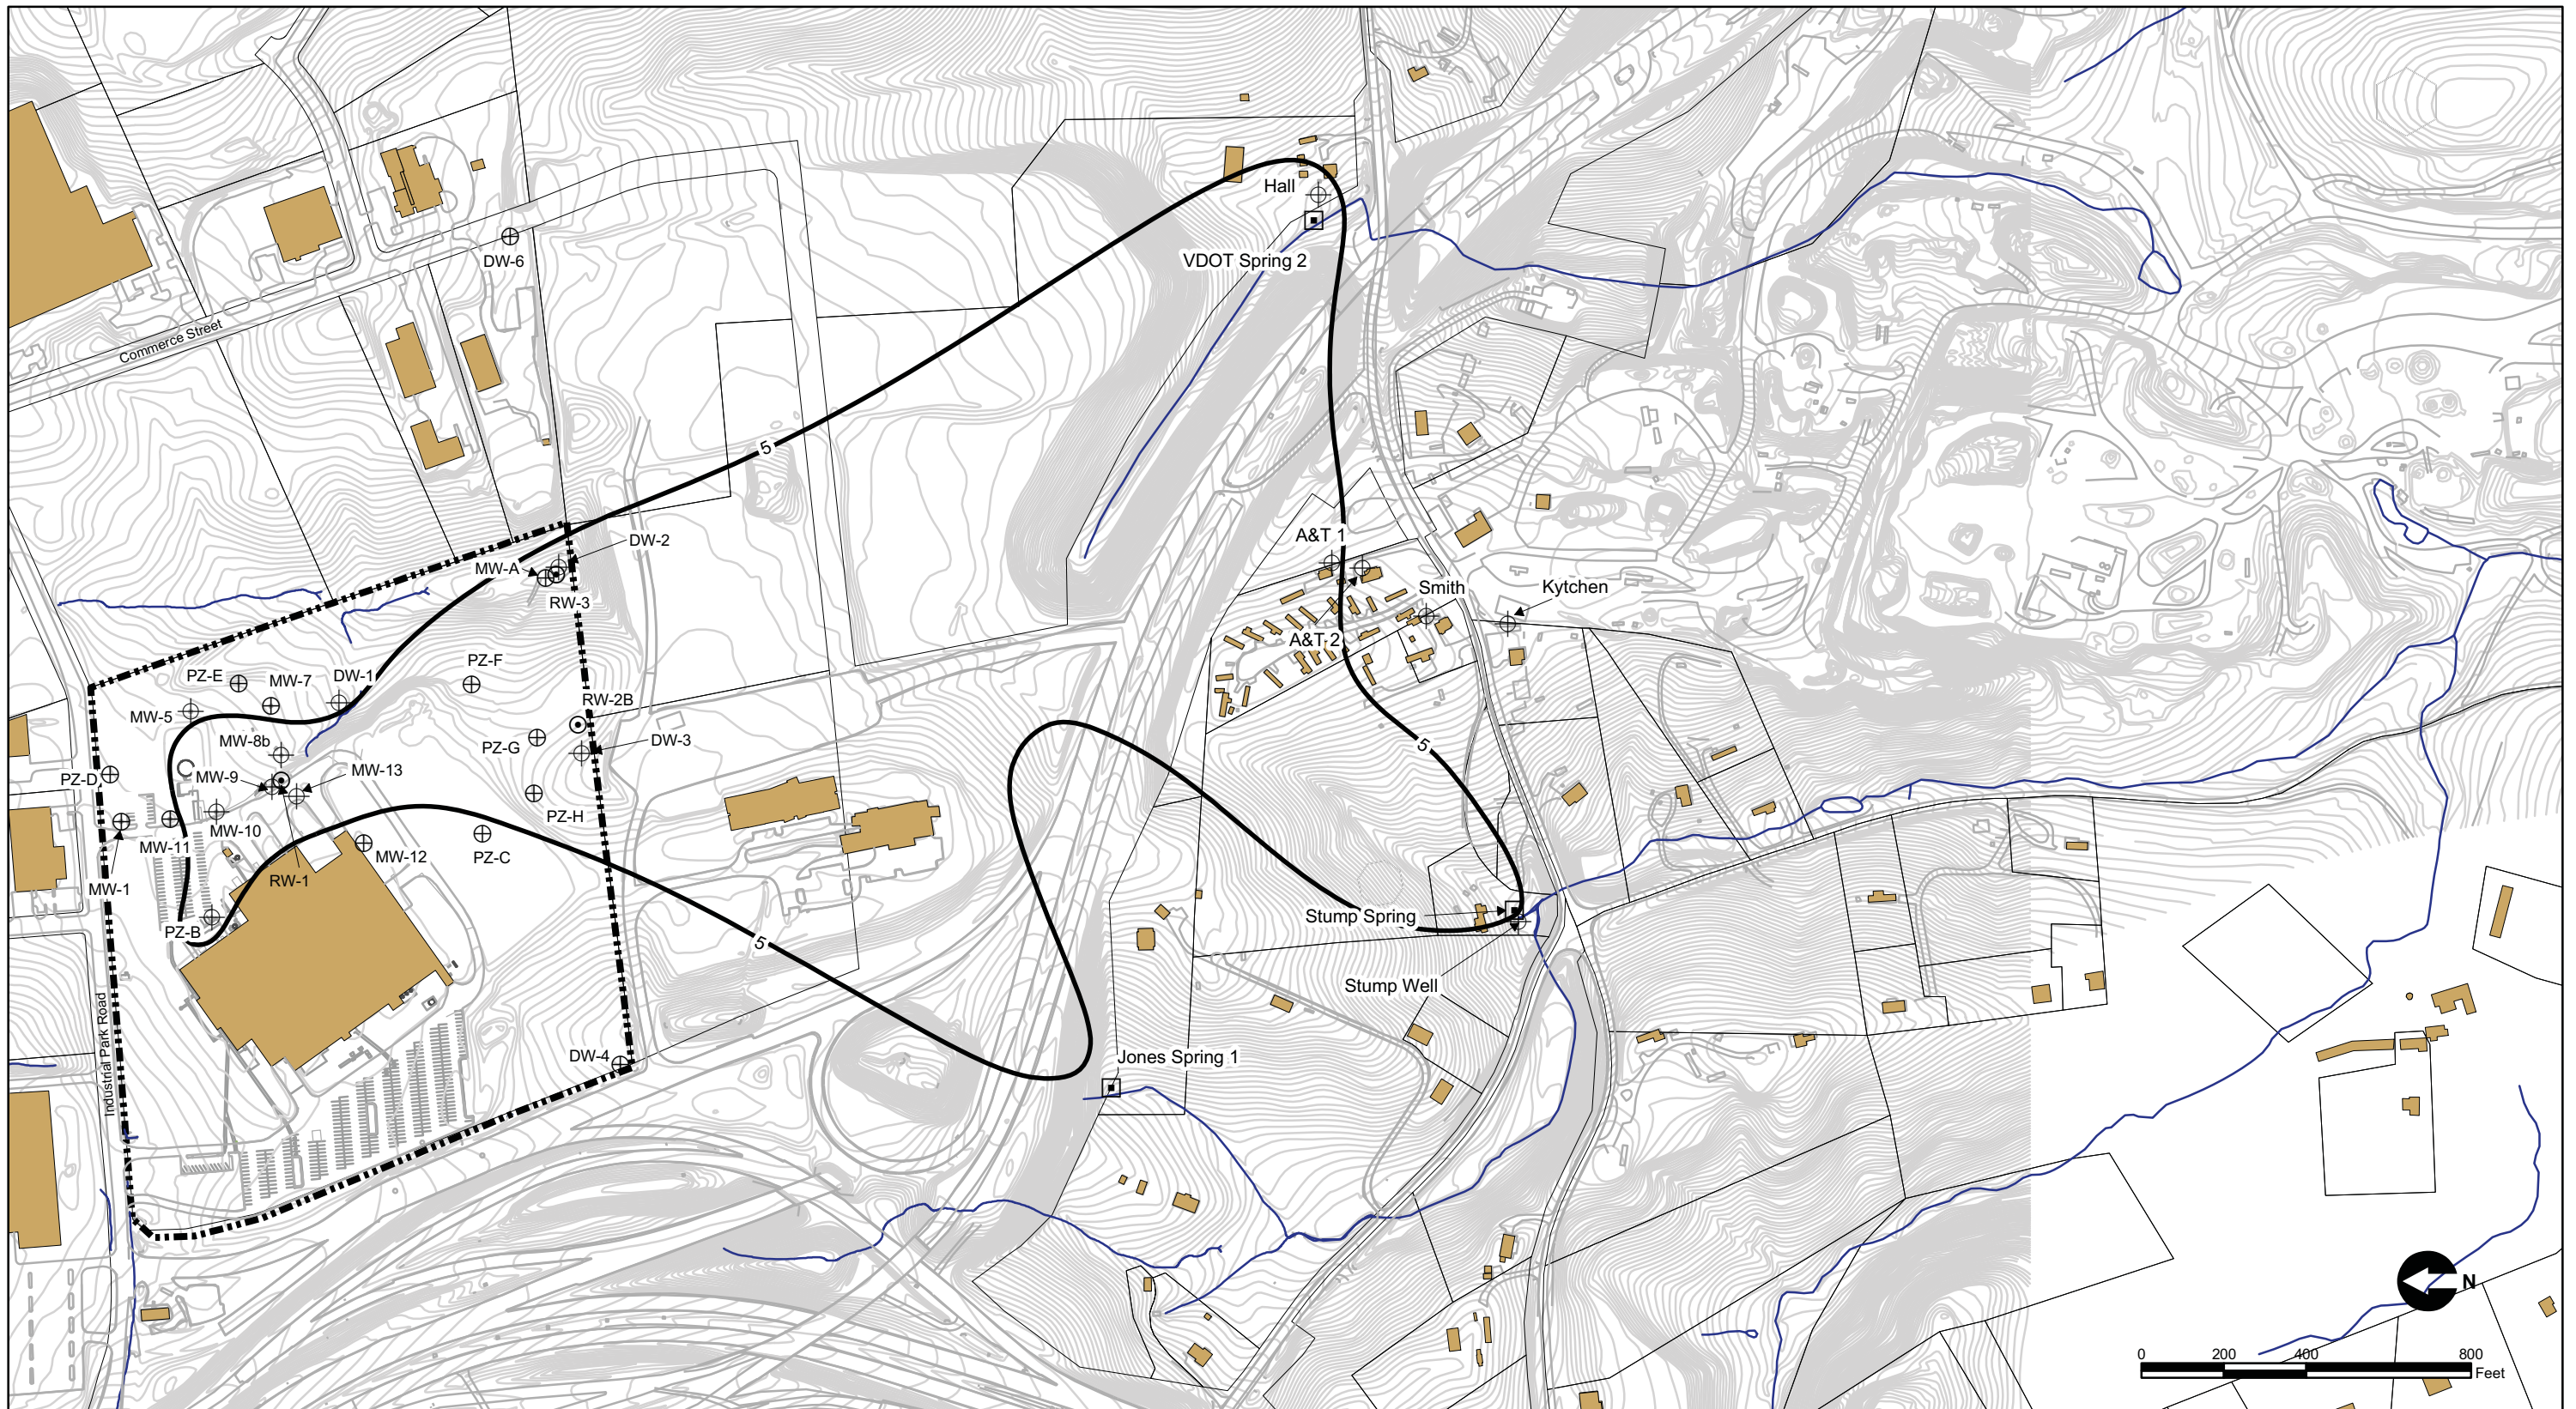 Hall
VDOT Spring 2
DW-6
Commerce Street
5
A&T 1
DW-2
MW-A
RW-3
Smith
Kytchen
A&T 2
PZ-F
PZ-E
MW-7
DW-1
RW-2B
MW-5
MW-8b
PZ-G
DW-3
5
PZ-D
MW-9
MW-13
PZ-H
MW-10
MW-11
MW-12
PZ-C
MW-1
RW-1
PZ-B
Stump Spring
5
Stump Well
Industrial Park Road
DW-4
Jones Spring 1
N
0 200 400 800
Feet